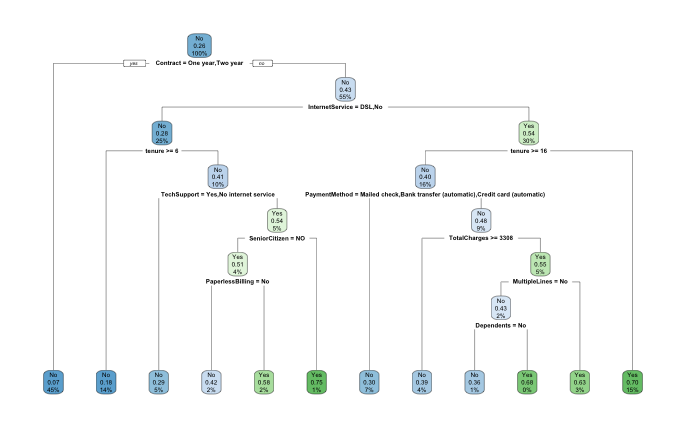 No
0.26
100%
yes
Contract = One year,Two year
no
No
0.43
55%
InternetService = DSL,No
No
0.28
25%
Yes
0.54
30%
tenure >= 6
tenure >= 16
No
0.41
10%
No
0.40
16%
TechSupport = Yes,No internet service
PaymentMethod = Mailed check,Bank transfer (automatic),Credit card (automatic)
Yes
0.54
5%
No
0.48
9%
SeniorCitizen = NO
TotalCharges >= 3308
Yes
0.51
4%
Yes
0.55
5%
PaperlessBilling = No
MultipleLines = No
No
0.43
2%
Dependents = No
No
0.07
45%
No
0.18
14%
No
0.29
5%
No
0.42
2%
Yes
0.58
2%
Yes
0.75
1%
No
0.30
7%
No
0.39
4%
No
0.36
1%
Yes
0.68
0%
Yes
0.63
3%
Yes
0.70
15%